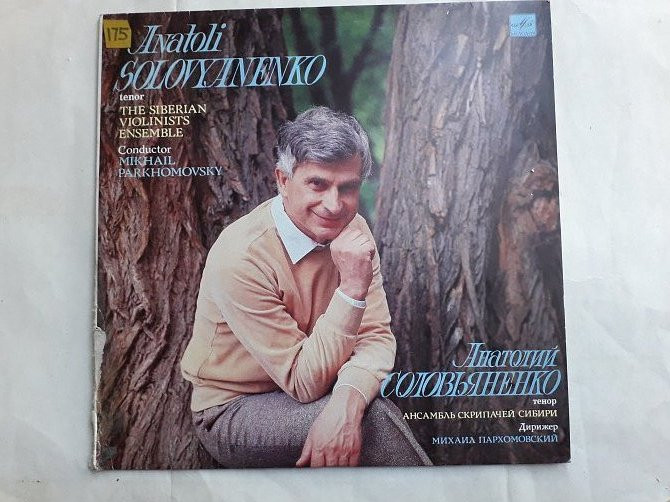 175
Anatoli
SOLOVYANENKO
tenor
THE SIBERIAN
VIOLINISTS
ENSEMBLE
Conductor
MIKHAIL
PARKHOMOVSKY
Анатолий
СОЛОВЬЯНЕНКО
тенор
АНСАМБЛЬ СКРИПАЧЕЙ СИБИРИ
Дирижер
МИХАИЛ ПАРХОМОВСКИЙ